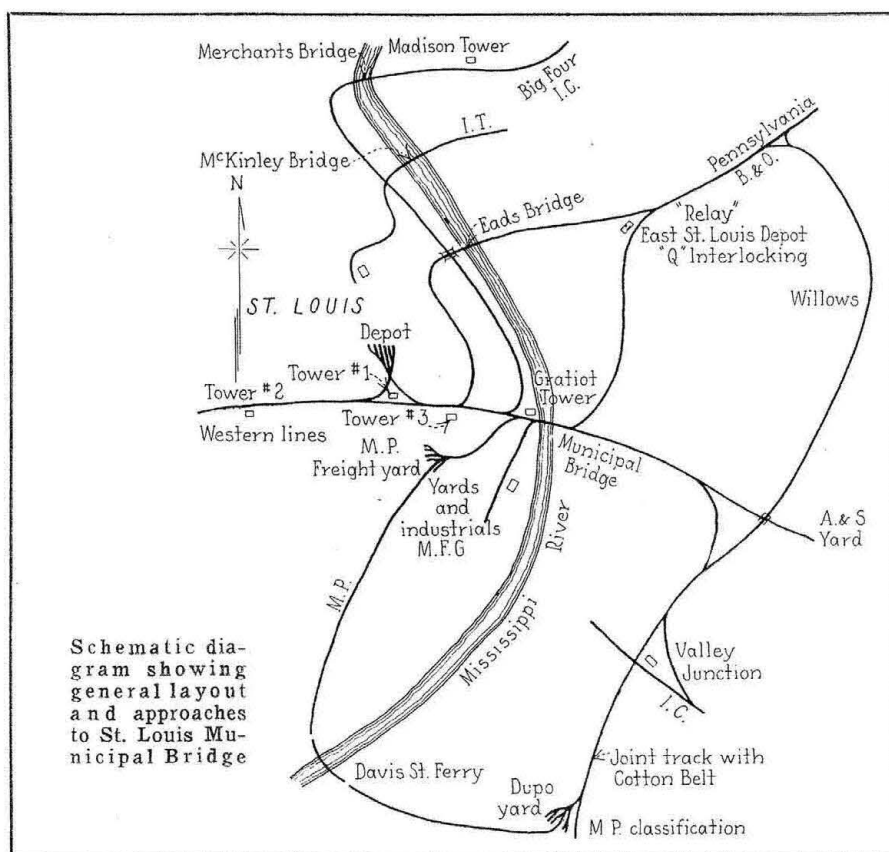 Merchants Bridge
Madison Tower
Big Four
I.C.
I.T.
McKinley Bridge
N
Pennsylvania
B.&O.
Eads Bridge
"Relay"
East St. Louis Depot
"Q" Interlocking
Willows
ST. LOUIS
Depot
Tower #1
Tower #2
Tower #3
Gratiot
Tower
Western lines
M.P.
Freight yard
Municipal
Bridge
Yards
and
industrials
M.F.G
A.& S
Yard
River
Mississippi
M.P.
Valley
Junction
I.C.
Schematic dia-
gram showing
general layout
and approaches
to St. Louis Mu-
nicipal Bridge
Davis St. Ferry
Joint track with
Cotton Belt
Dupo
yard
M P. classification